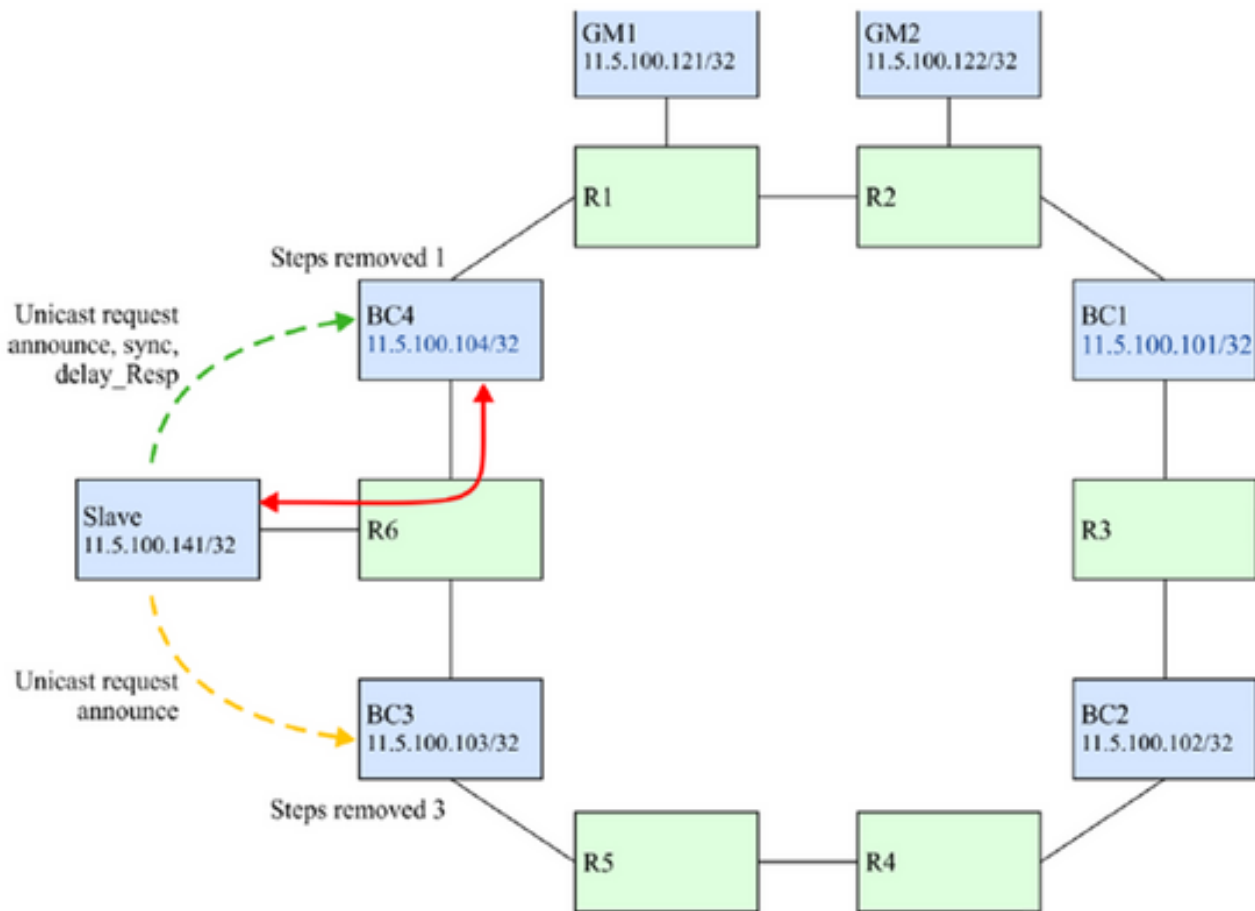 GM1
11.5.100.121/32
GM2
11.5.100.122/32
R1
R2
Steps removed 1
Unicast request
announce, sync,
delay_Resp
BC4
11.5.100.104/32
BC1
11.5.100.101/32
Slave
11.5.100.141/32
R6
R3
Unicast request
announce
BC3
11.5.100.103/32
BC2
11.5.100.102/32
Steps removed 3
R5
R4